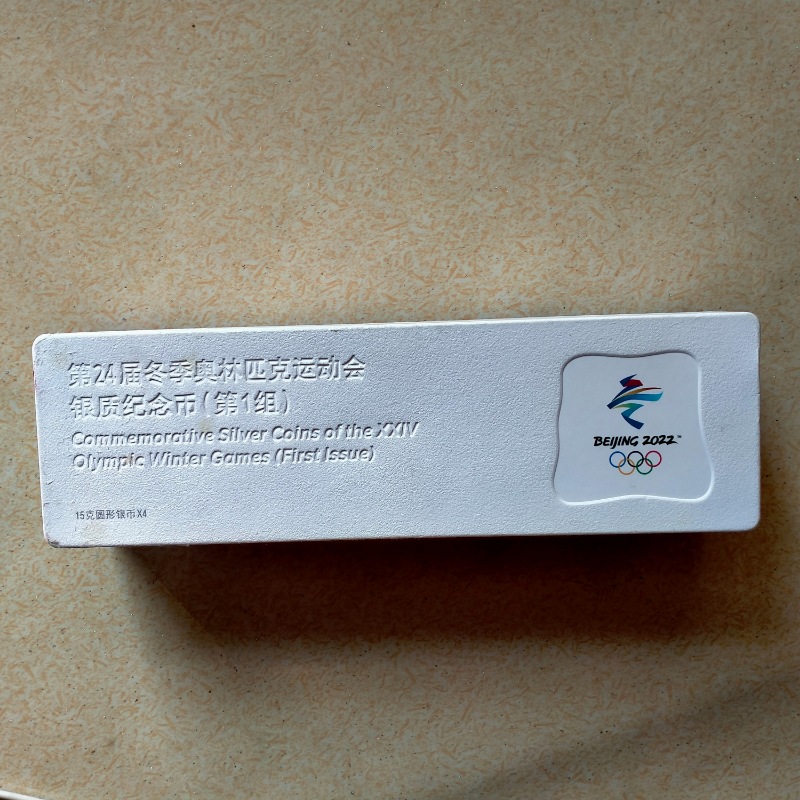 第24届冬季奥林匹克运动会
银质纪念币（第1组）
Commemorative Silver Coins of the XXIV
Olympic Winter Games (First Issue)
15克圆形银币X4
BEIJING 2022™